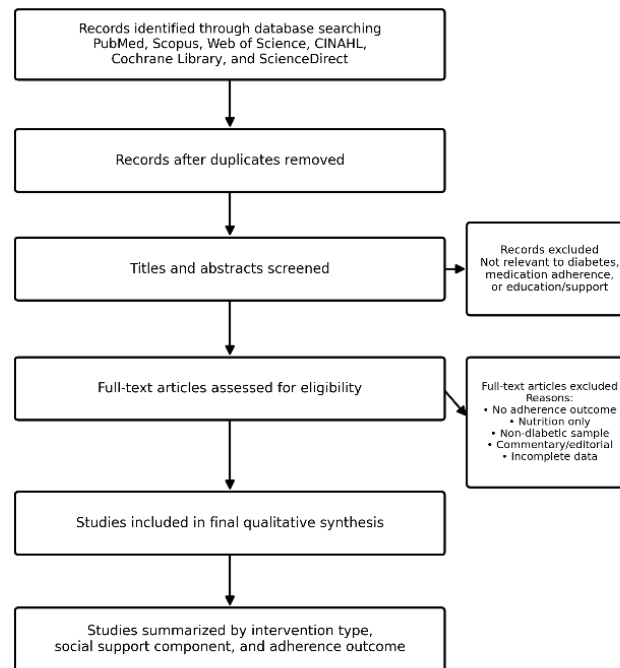 Records identified through database searching
PubMed, Scopus, Web of Science, CINAHL,
Cochrane Library, and ScienceDirect
Records after duplicates removed
Titles and abstracts screened
Records excluded
Not relevant to diabetes,
medication adherence,
or education/support
Full-text articles assessed for eligibility
Full-text articles excluded
Reasons:
• No adherence outcome
• Nutrition only
• Non-diabetic sample
• Commentary/editorial
• Incomplete data
Studies included in final qualitative synthesis
Studies summarized by intervention type,
social support component, and adherence outcome